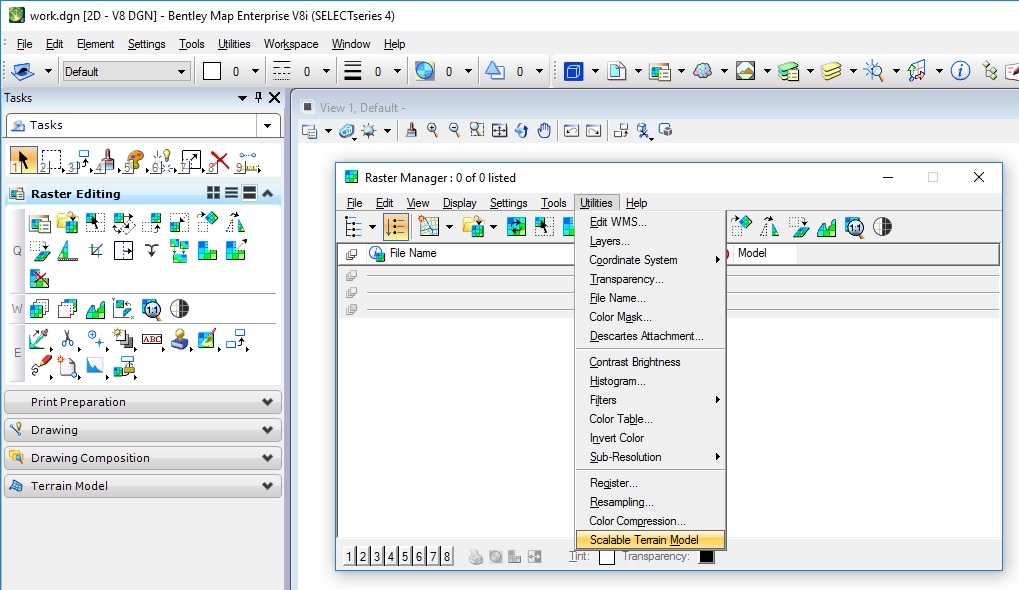 work.dgn [2D - V8 DGN] - Bentley Map Enterprise V8i (SELECTseries 4)
File Edit Element Settings Tools Utilities Workspace Window Help
Default 0 0 0 0 0
Tasks
View 1, Default -
Tasks
1 2 3 4 5 6 7 8 9
Raster Editing
Q
W 1:1
E
ABC
Print Preparation
Drawing
Drawing Composition
Terrain Model
Raster Manager : 0 of 0 listed
File Edit View Display Settings Tools Utilities Help
1:1
File Name Model
Edit WMS...
Layers...
Coordinate System
Transparency...
File Name...
Color Mask...
Descartes Attachment...
Contrast Brightness
Histogram...
Filters
Color Table...
Invert Color
Sub-Resolution
Register...
Resampling...
Color Compression...
Scalable Terrain Model
1 2 3 4 5 6 7 8 Tint: Transparency: